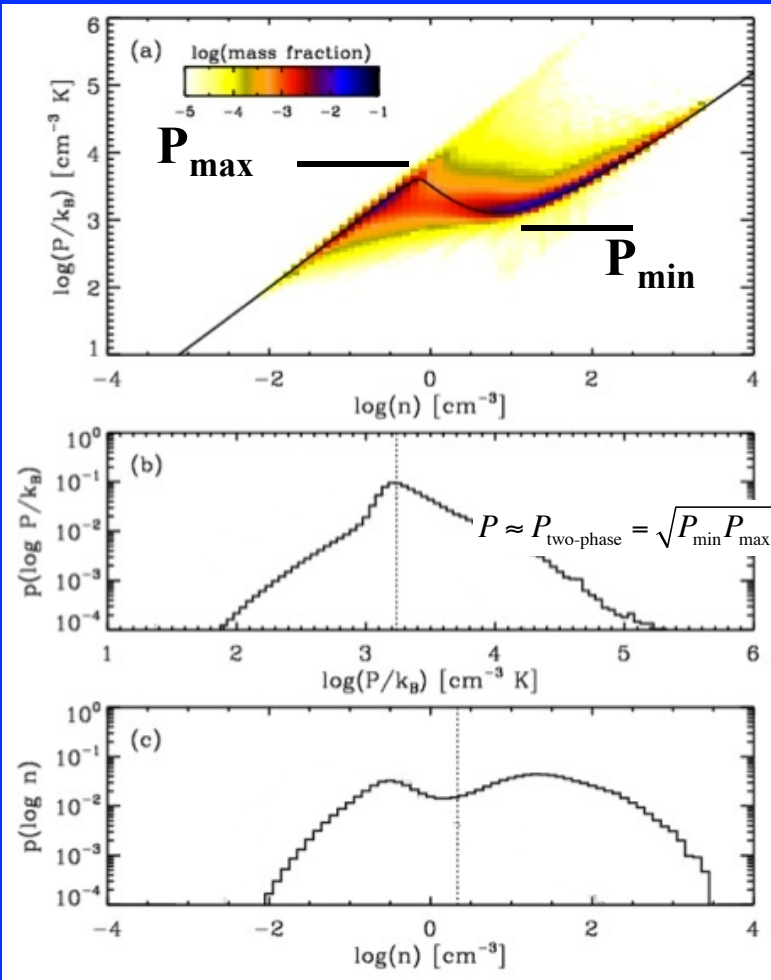 (a)
log(mass fraction)
-5 -4 -3 -2 -1
P_max
P_min
log(P/k_B) [cm^-3 K]
6
5
4
3
2
1
-4 -2 0 2 4
log(n) [cm^-3]
(b)
P ≈ P_two-phase = √(P_min P_max)
p(log P/k_B)
10^0
10^-1
10^-2
10^-3
10^-4
1 2 3 4 5 6
log(P/k_B) [cm^-3 K]
(c)
p(log n)
10^0
10^-1
10^-2
10^-3
10^-4
-4 -2 0 2 4
log(n) [cm^-3]